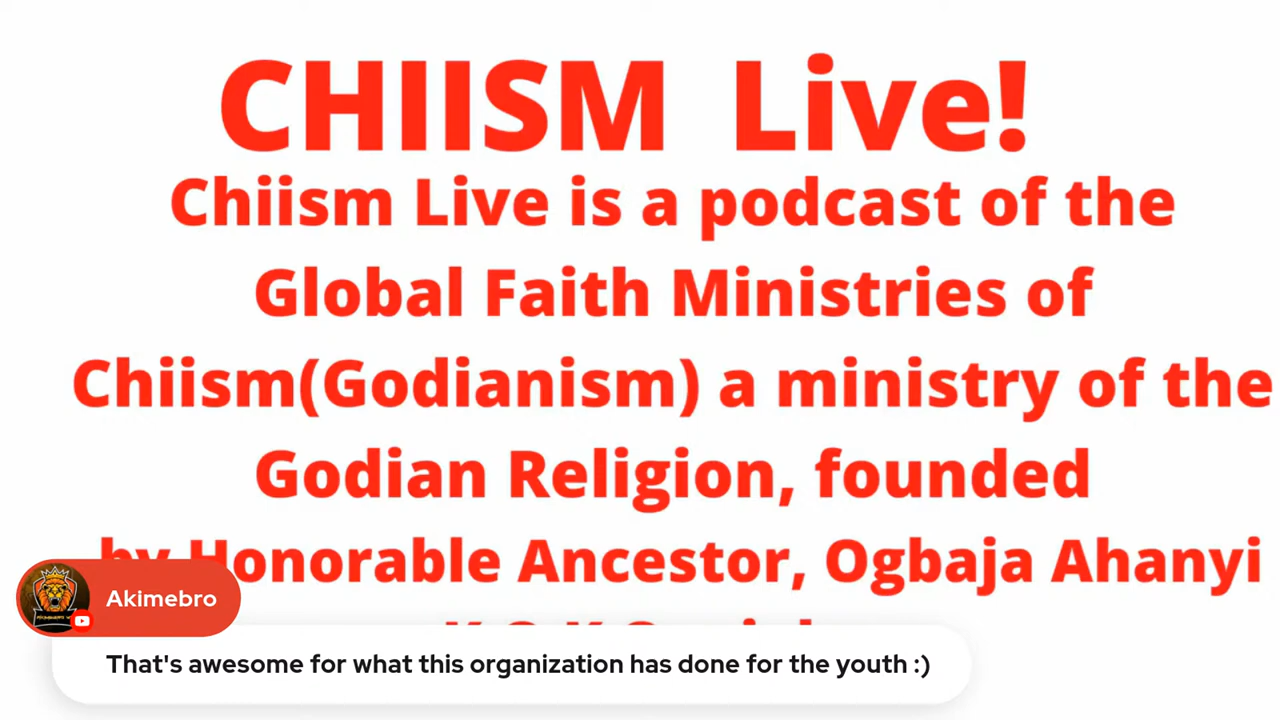 CHIISM Live!
Chiism Live is a podcast of the
Global Faith Ministries of
Chiism(Godianism) a ministry of the
Godian Religion, founded
by Honorable Ancestor, Ogbaja Ahanyi
Akimebro
That's awesome for what this organization has done for the youth :)